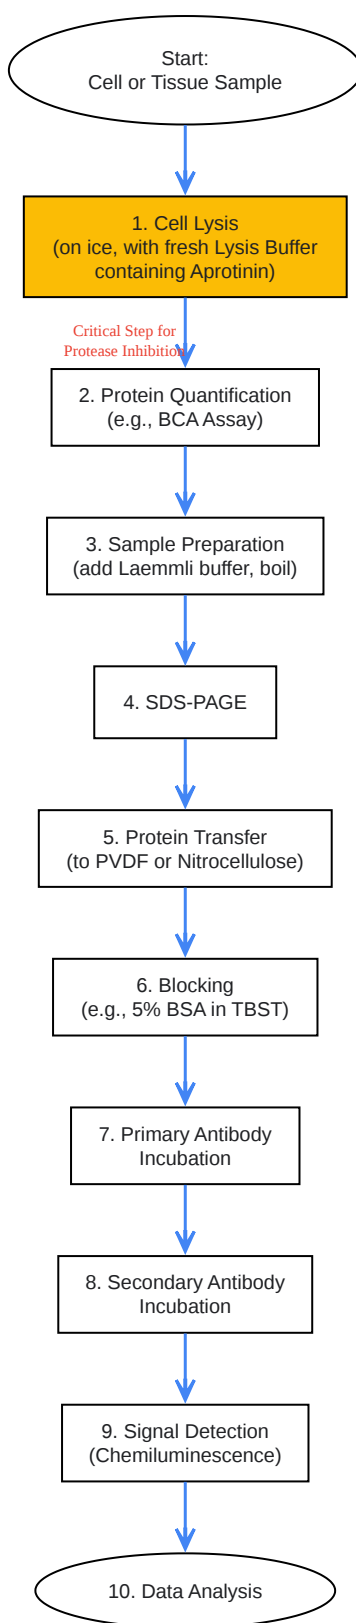 Start:
Cell or Tissue Sample
1. Cell Lysis
(on ice, with fresh Lysis Buffer
containing Aprotinin)
Critical Step for
Protease Inhibition
2. Protein Quantification
(e.g., BCA Assay)
3. Sample Preparation
(add Laemmli buffer, boil)
4. SDS-PAGE
5. Protein Transfer
(to PVDF or Nitrocellulose)
6. Blocking
(e.g., 5% BSA in TBST)
7. Primary Antibody
Incubation
8. Secondary Antibody
Incubation
9. Signal Detection
(Chemiluminescence)
10. Data Analysis